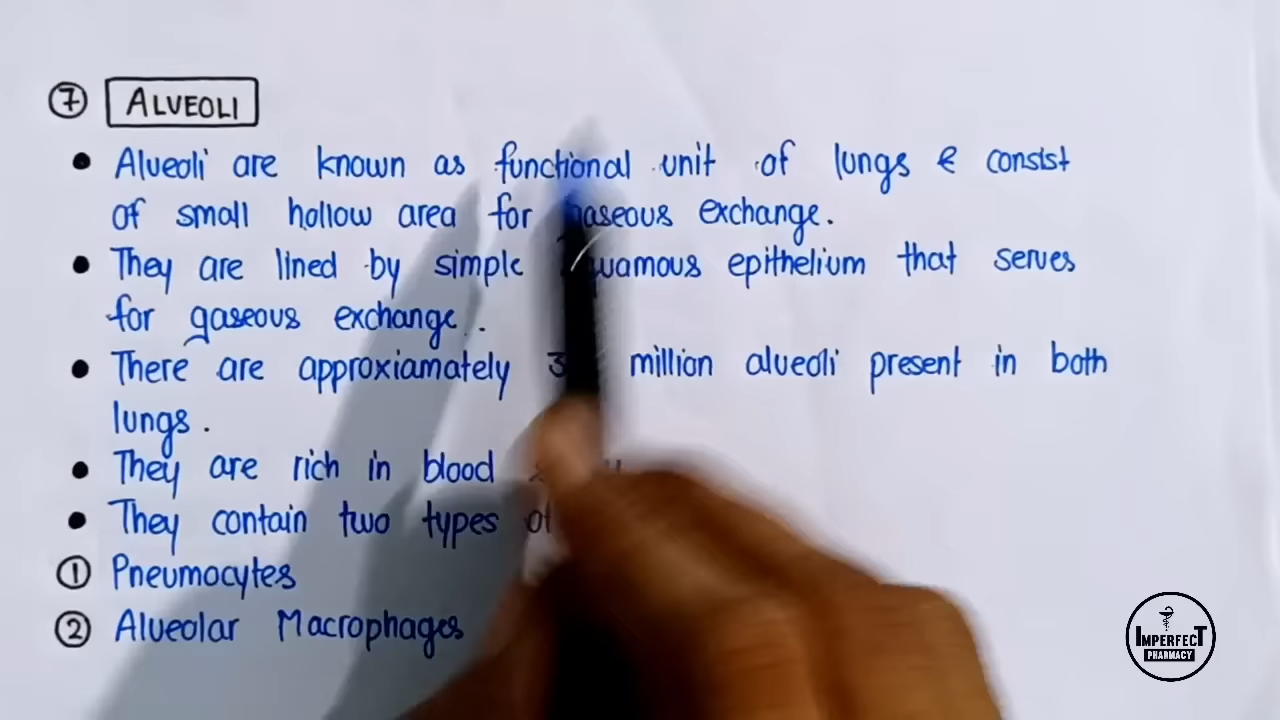 ⑦ ALVEOLI
• Alveoli are known as functional unit of lungs & consist
of small hollow area for gaseous exchange.
• They are lined by simple squamous epithelium that serves
for gaseous exchange.
• There are approxiamately million alveoli present in both
lungs.
• They are rich in blood
• They contain two types of
① Pneumocytes
② Alveolar Macrophages
IMPERFECT
PHARMACY